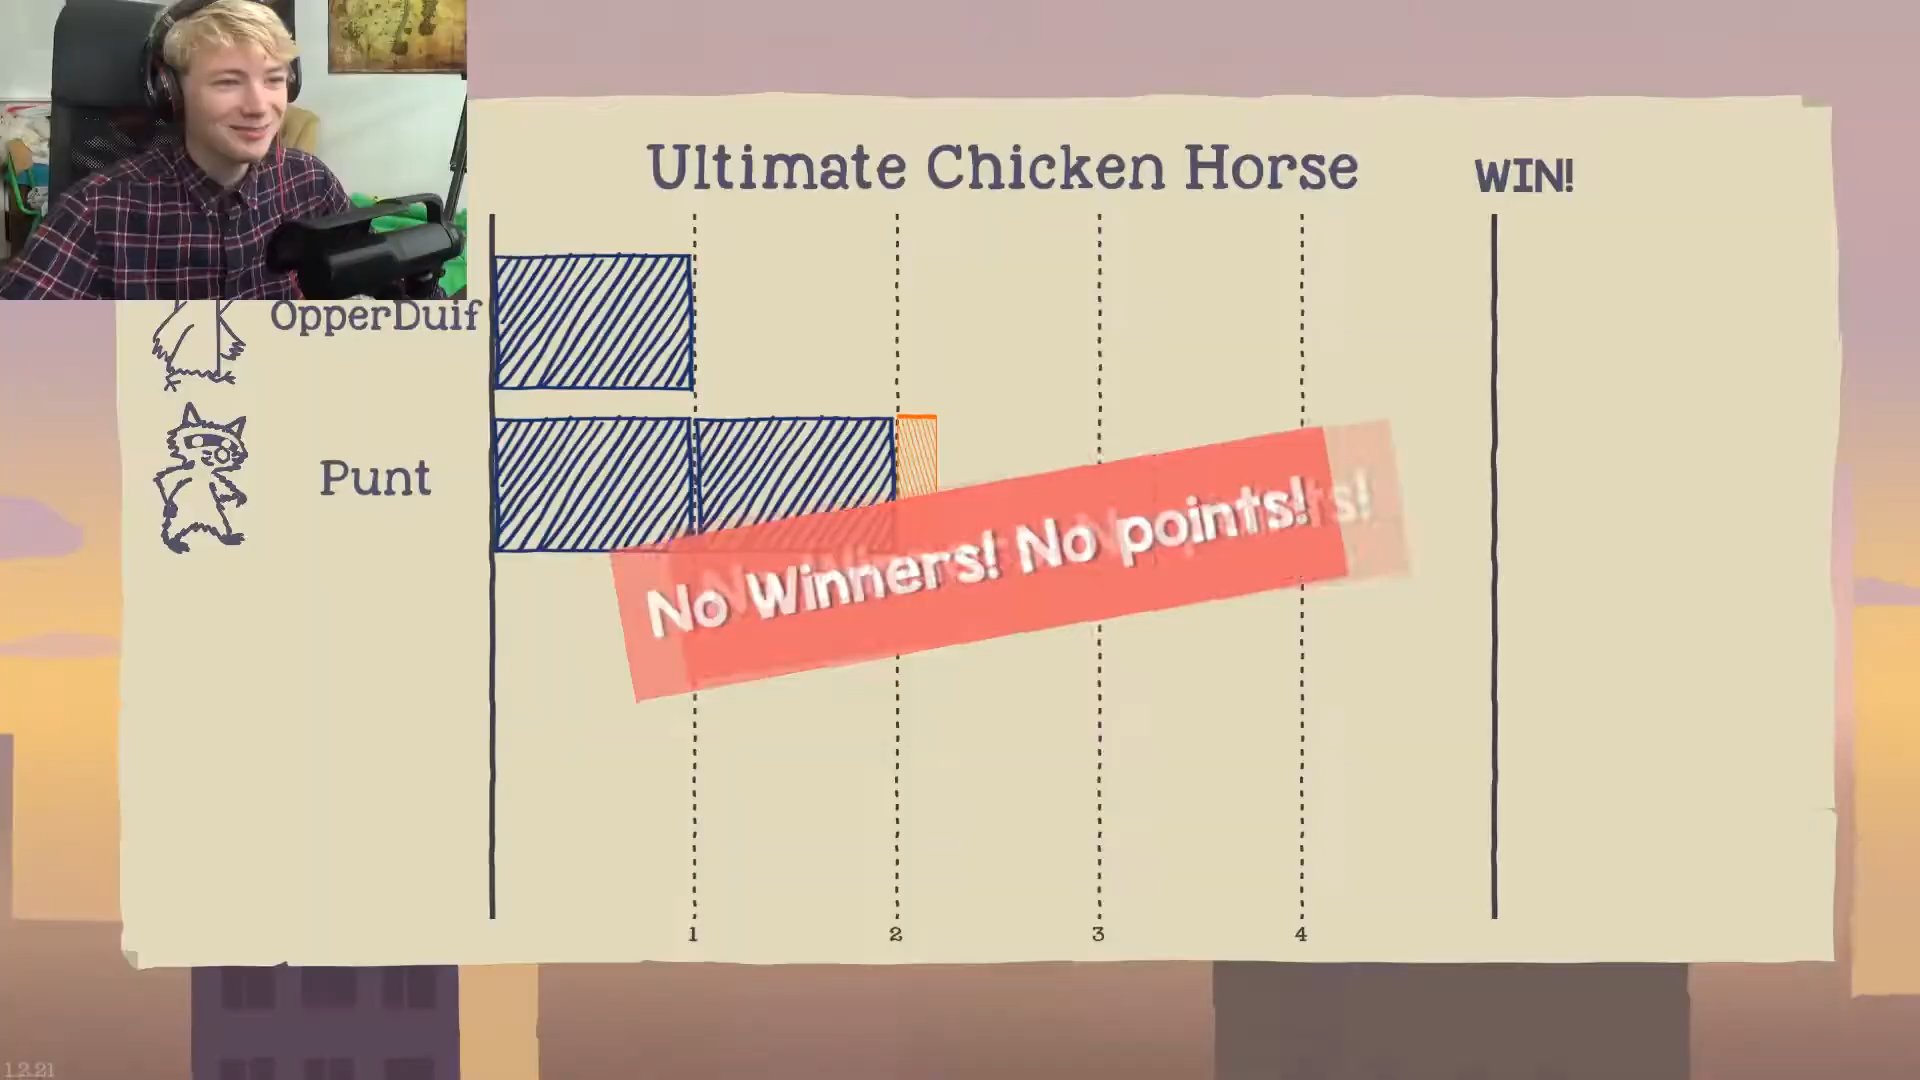 Ultimate Chicken Horse
WIN!
OpperDuif
Punt
No Winners! No points!
1 2 3 4
1.2.21